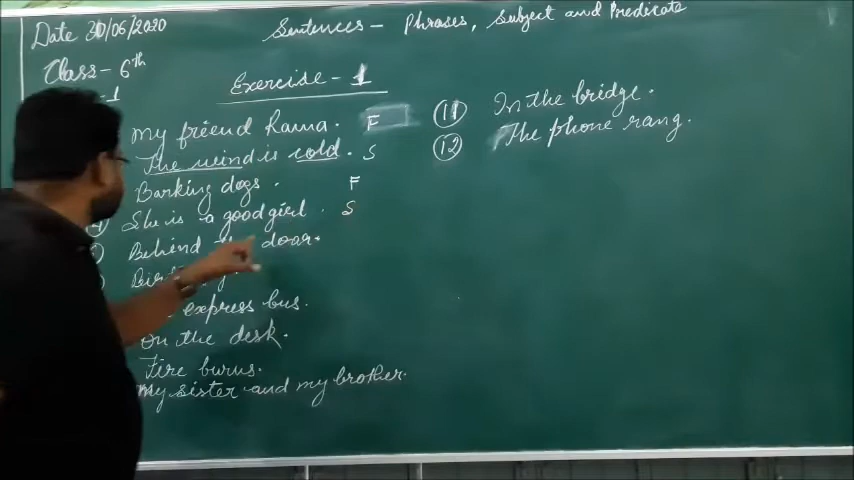 Date 30/06/2020
Sentences - Phrases, Subject and Predicate
Class - 6th
1
Exercise - 1
My friend Rama. F
The wind is cold. S
Barking dogs. F
She is a good girl. S
Behind the door.
express bus.
On the desk.
Fire burns.
My sister and my brother.
11 In the bridge.
12 The phone rang.